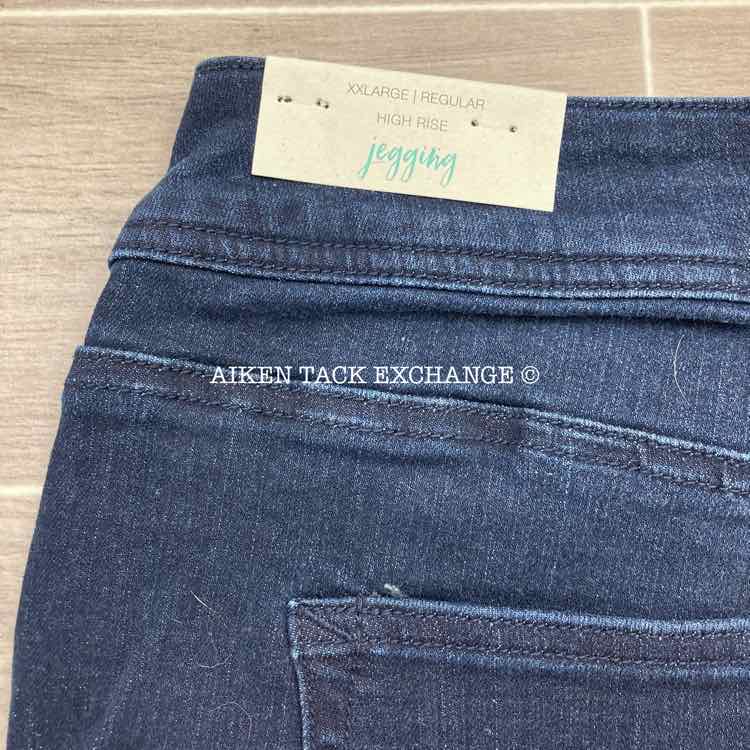 XXLARGE | REGULAR
HIGH RISE
jegging
AIKEN TACK EXCHANGE ©